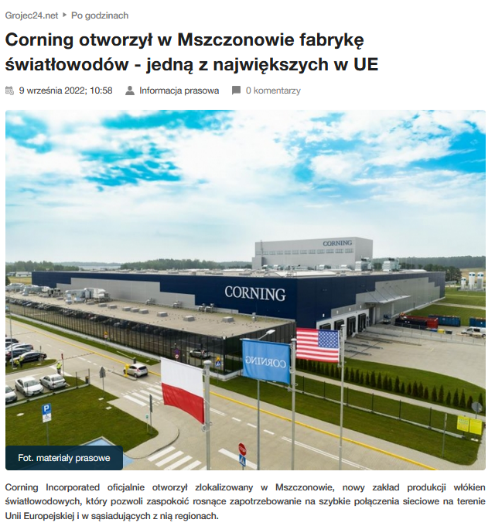 Grojec24.net ▸ Po godzinach
Corning otworzył w Mszczonowie fabrykę
światłowodów - jedną z największych w UE
9 września 2022; 10:58 Informacja prasowa 0 komentarzy
CORNING
CORNING
CORNING
P
Fot. materiały prasowe
Corning Incorporated oficjalnie otworzył zlokalizowany w Mszczonowie, nowy zakład produkcji włókien
światłowodowych, który pozwoli zaspokoić rosnące zapotrzebowanie na szybkie połączenia sieciowe na terenie
Unii Europejskiej i w sąsiadujących z nią regionach.